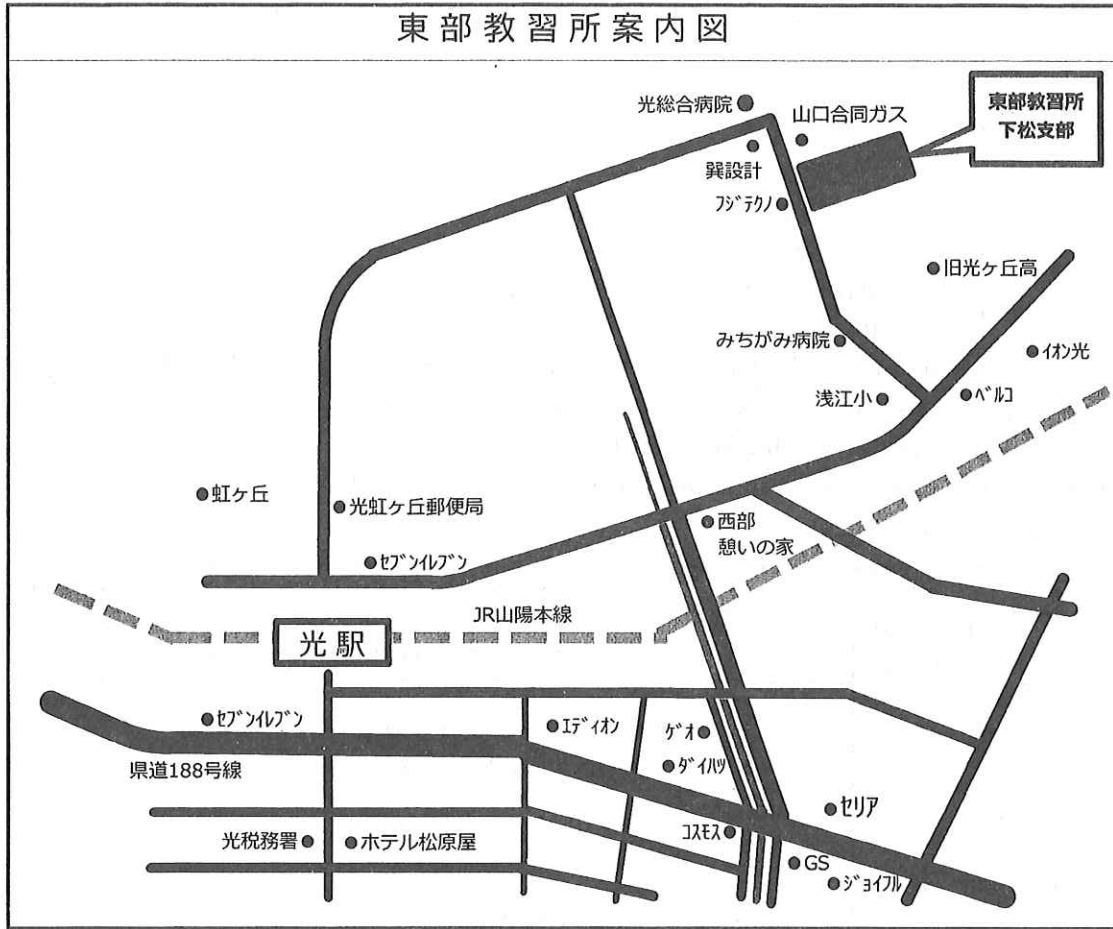 東部教習所案内図
光総合病院
山口合同ガス
東部教習所
下松支部
巽設計
フジテクノ
旧光ヶ丘高
みちがみ病院
イオン光
浅江小
ベルコ
虹ヶ丘
光虹ヶ丘郵便局
西部
憩いの家
セブンイレブン
JR山陽本線
光駅
セブンイレブン
エディオン
ゲオ
県道188号線
ダイハツ
セリア
コスモス
光税務署
ホテル松原屋
GS
ジョイフル